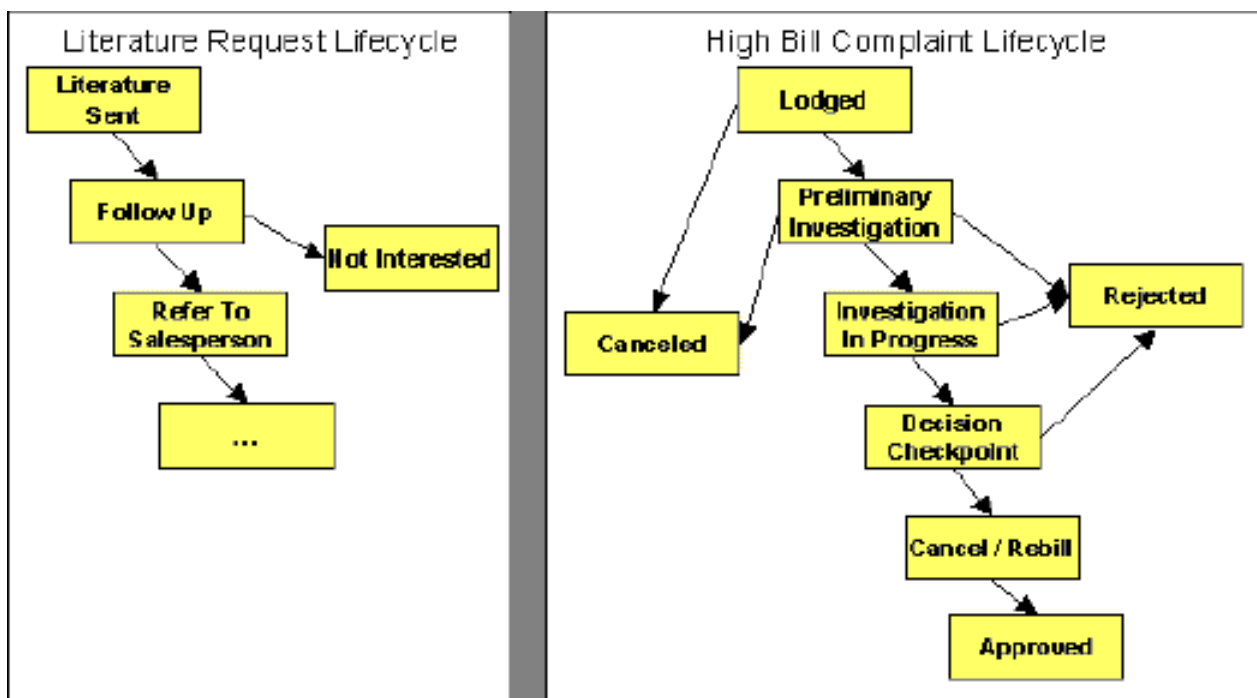 Literature Request Lifecycle
Literature
Sent
Follow Up
Not Interested
Refer To
Salesperson
...
High Bill Complaint Lifecycle
Lodged
Preliminary
Investigation
Rejected
Investigation
In Progress
Canceled
Decision
Checkpoint
Cancel / Rebill
Approved